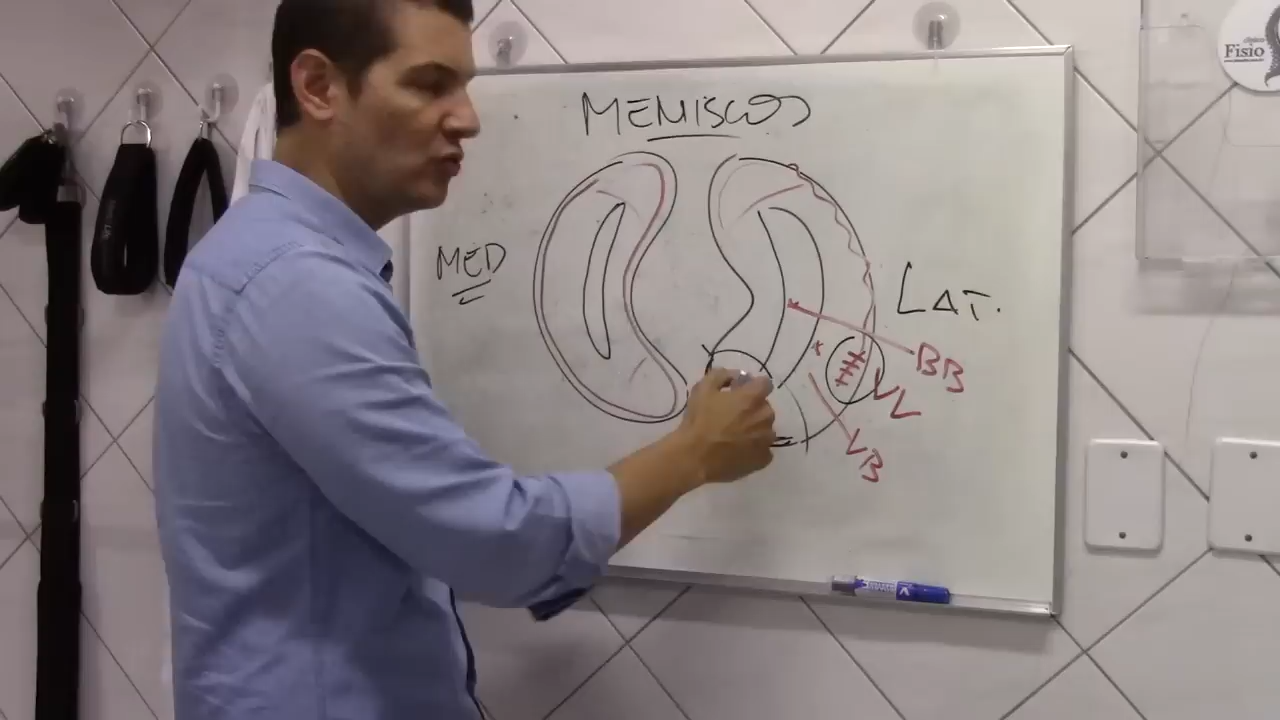 MENISCOS
MED
LAT.
BB
VV
VB
Fisio